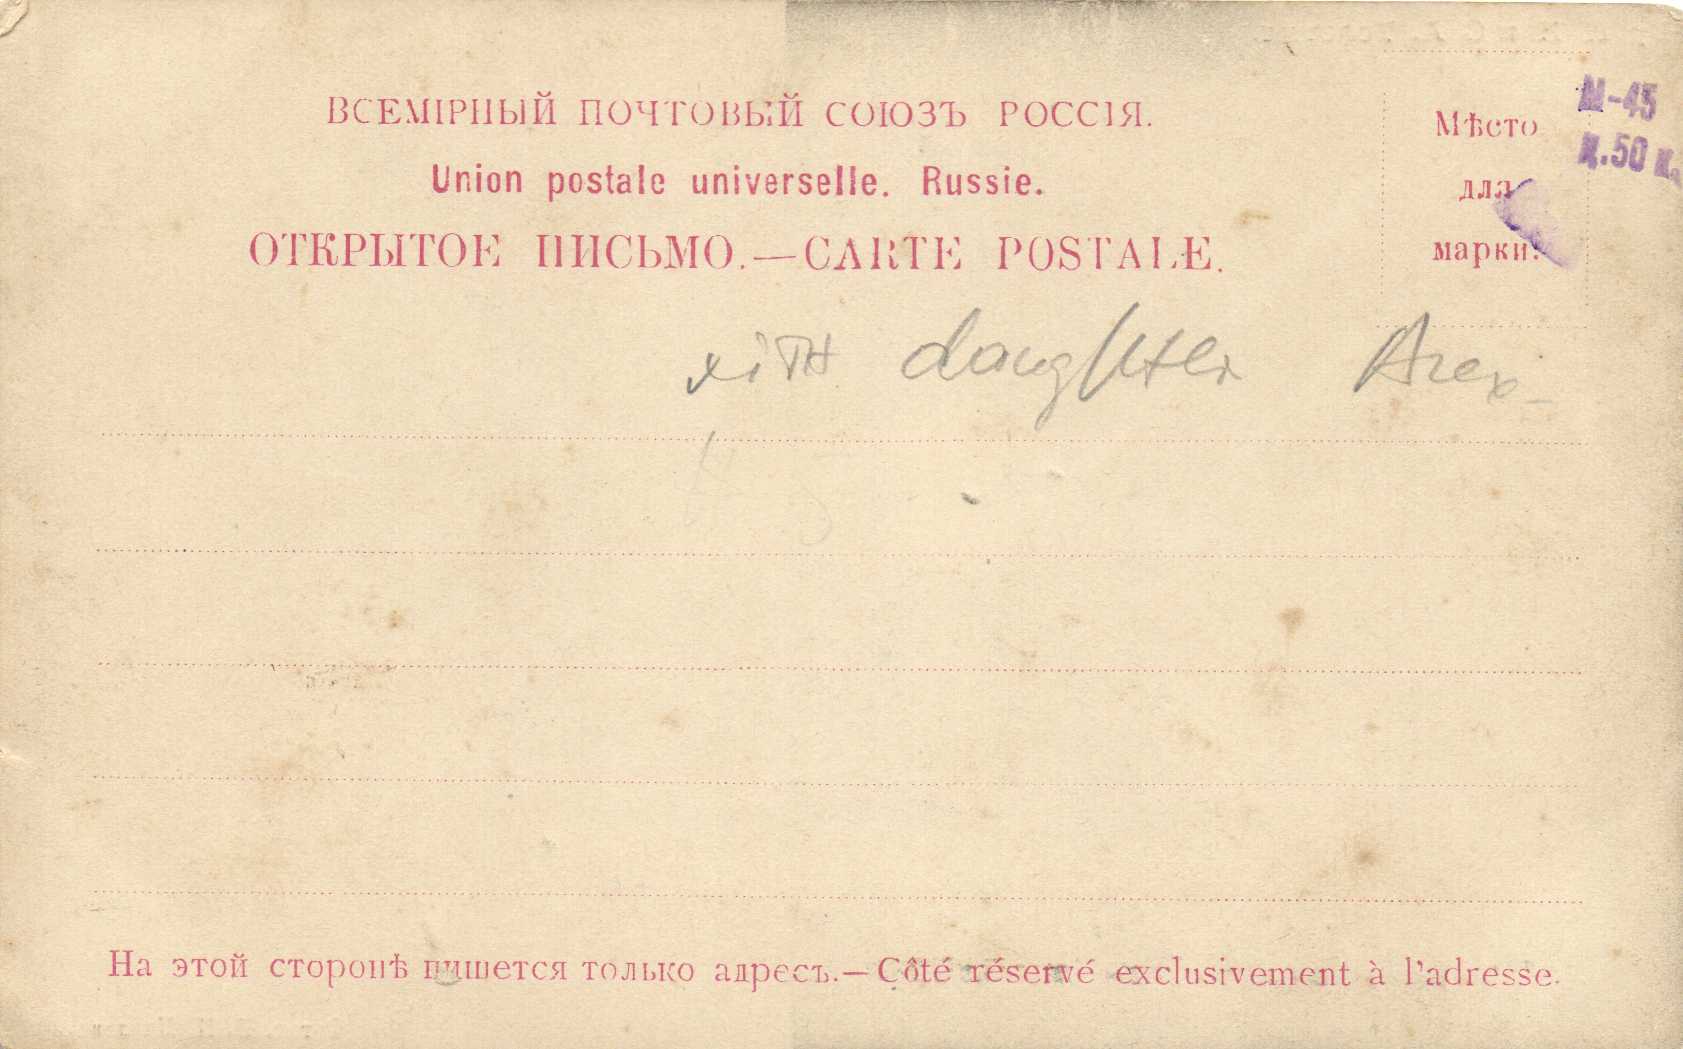 ВСЕМІРНЫЙ ПОЧТОВЫЙ СОЮЗЪ РОССІЯ.
Union postale universelle. Russie.
ОТКРЫТОЕ ПИСЬМО.—CARTE POSTALE.
Мѣсто
для
марки.
М-45
Ц.50 к.
with daughter
На этой сторонѣ пишется только адресъ.—Côté réservé exclusivement à l'adresse.